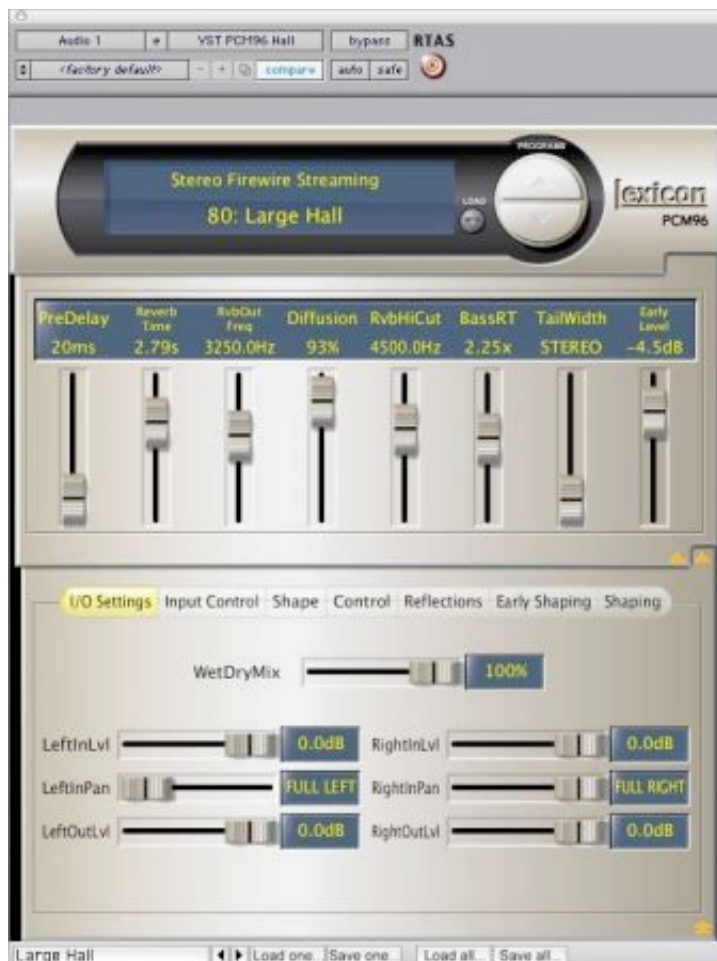 Audio 1 e VST PCM96 Hall bypass RTAS
<factory default> - + compare auto safe
PROGRAMS
Stereo Firewire Streaming
80: Large Hall
LOAD
lexicon
PCM96
PreDelay Reverb Time RvbOut Freq Diffusion RvbHiCut BassRT TailWidth Early Level
20ms 2.79s 3250.0Hz 93% 4500.0Hz 2.25x STEREO -4.5dB
I/O Settings Input Control Shape Control Reflections Early Shaping Shaping
WetDryMix 100%
LeftInLvl 0.0dB RightInLvl 0.0dB
LeftInPan FULL LEFT RightInPan FULL RIGHT
LeftOutLvl 0.0dB RightOutLvl 0.0dB
Large Hall Load one... Save one... Load all... Save all...